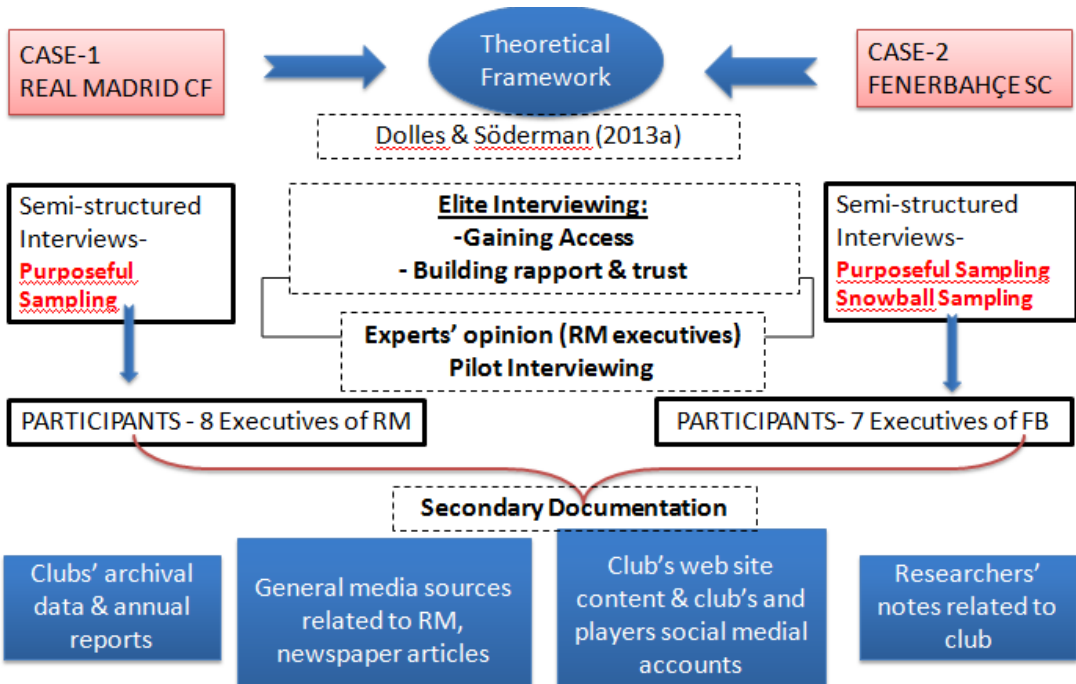 CASE-1
REAL MADRID CF
Theoretical
Framework
CASE-2
FENERBAHÇE SC
Dolles & Söderman (2013a)
Semi-structured
Interviews-
Purposeful
Sampling
Elite Interviewing:
-Gaining Access
- Building rapport & trust
Semi-structured
Interviews-
Purposeful Sampling
Snowball Sampling
Experts' opinion (RM executives)
Pilot Interviewing
PARTICIPANTS - 8 Executives of RM
PARTICIPANTS- 7 Executives of FB
Secondary Documentation
Clubs' archival
data & annual
reports
General media sources
related to RM,
newspaper articles
Club's web site
content & club's and
players social medial
accounts
Researchers'
notes related to
club